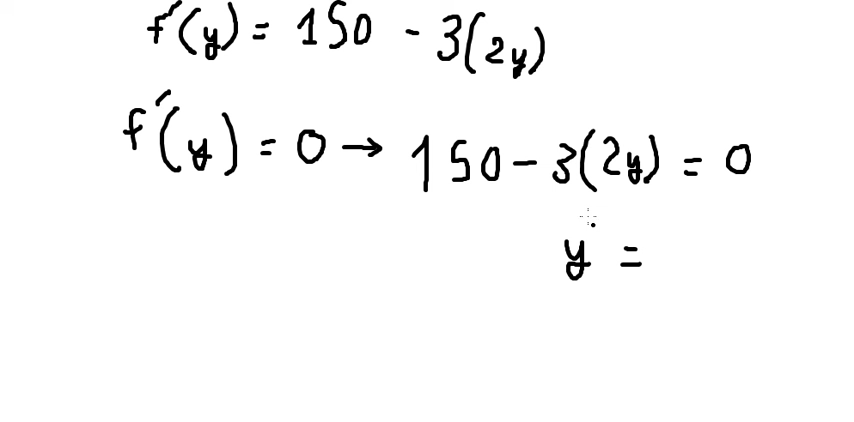 f'(y) = 150 - 3(2y)
f'(y) = 0 → 150 - 3(2y) = 0
y =